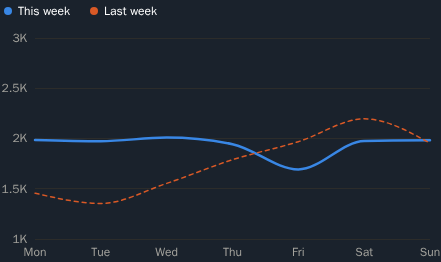 This week Last week
3K
2.5K
2K
1.5K
1K
Mon Tue Wed Thu Fri Sat Sun